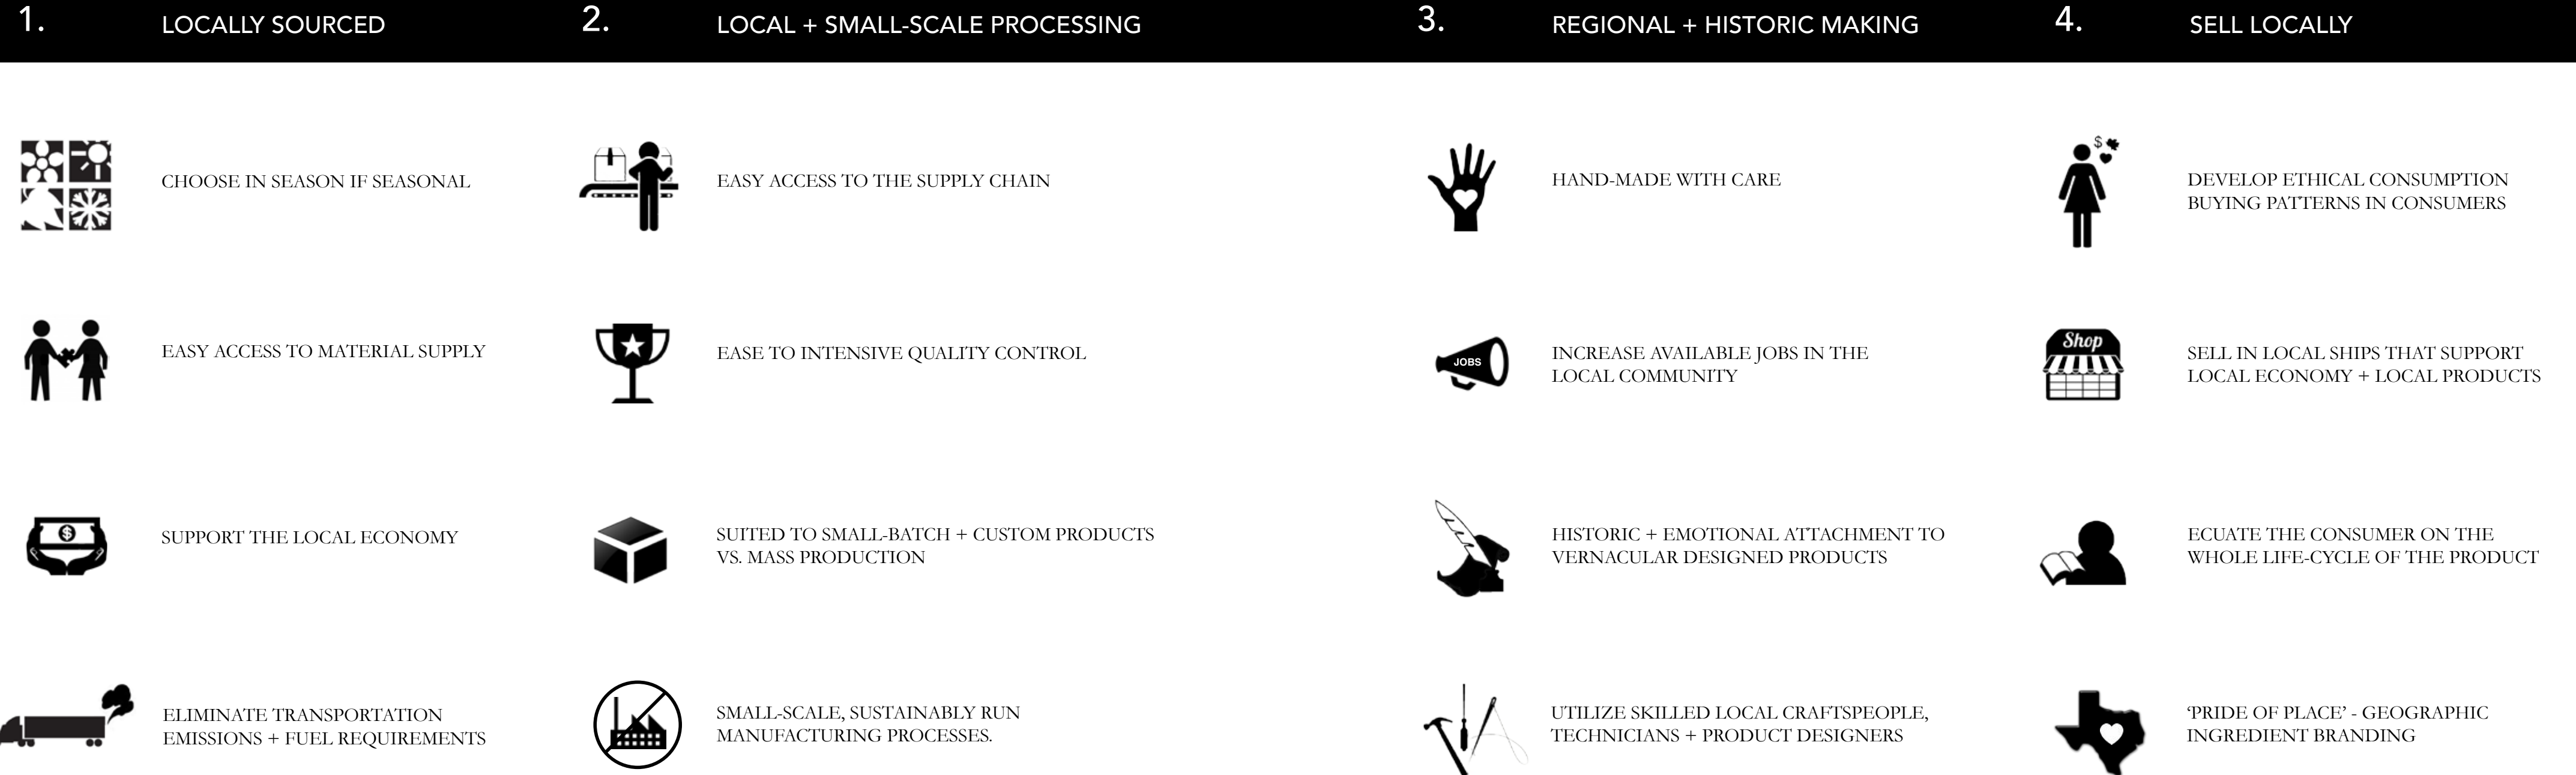 1. LOCALLY SOURCED
CHOOSE IN SEASON IF SEASONAL
EASY ACCESS TO MATERIAL SUPPLY
$
SUPPORT THE LOCAL ECONOMY
ELIMINATE TRANSPORTATION
EMISSIONS + FUEL REQUIREMENTS
2. LOCAL + SMALL-SCALE PROCESSING
EASY ACCESS TO THE SUPPLY CHAIN
EASE TO INTENSIVE QUALITY CONTROL
SUITED TO SMALL-BATCH + CUSTOM PRODUCTS
VS. MASS PRODUCTION
SMALL-SCALE, SUSTAINABLY RUN
MANUFACTURING PROCESSES.
3. REGIONAL + HISTORIC MAKING
HAND-MADE WITH CARE
JOBS
INCREASE AVAILABLE JOBS IN THE
LOCAL COMMUNITY
HISTORIC + EMOTIONAL ATTACHMENT TO
VERNACULAR DESIGNED PRODUCTS
UTILIZE SKILLED LOCAL CRAFTSPEOPLE,
TECHNICIANS + PRODUCT DESIGNERS
4. SELL LOCALLY
$
DEVELOP ETHICAL CONSUMPTION
BUYING PATTERNS IN CONSUMERS
Shop
SELL IN LOCAL SHIPS THAT SUPPORT
LOCAL ECONOMY + LOCAL PRODUCTS
ECUATE THE CONSUMER ON THE
WHOLE LIFE-CYCLE OF THE PRODUCT
‘PRIDE OF PLACE’ - GEOGRAPHIC
INGREDIENT BRANDING